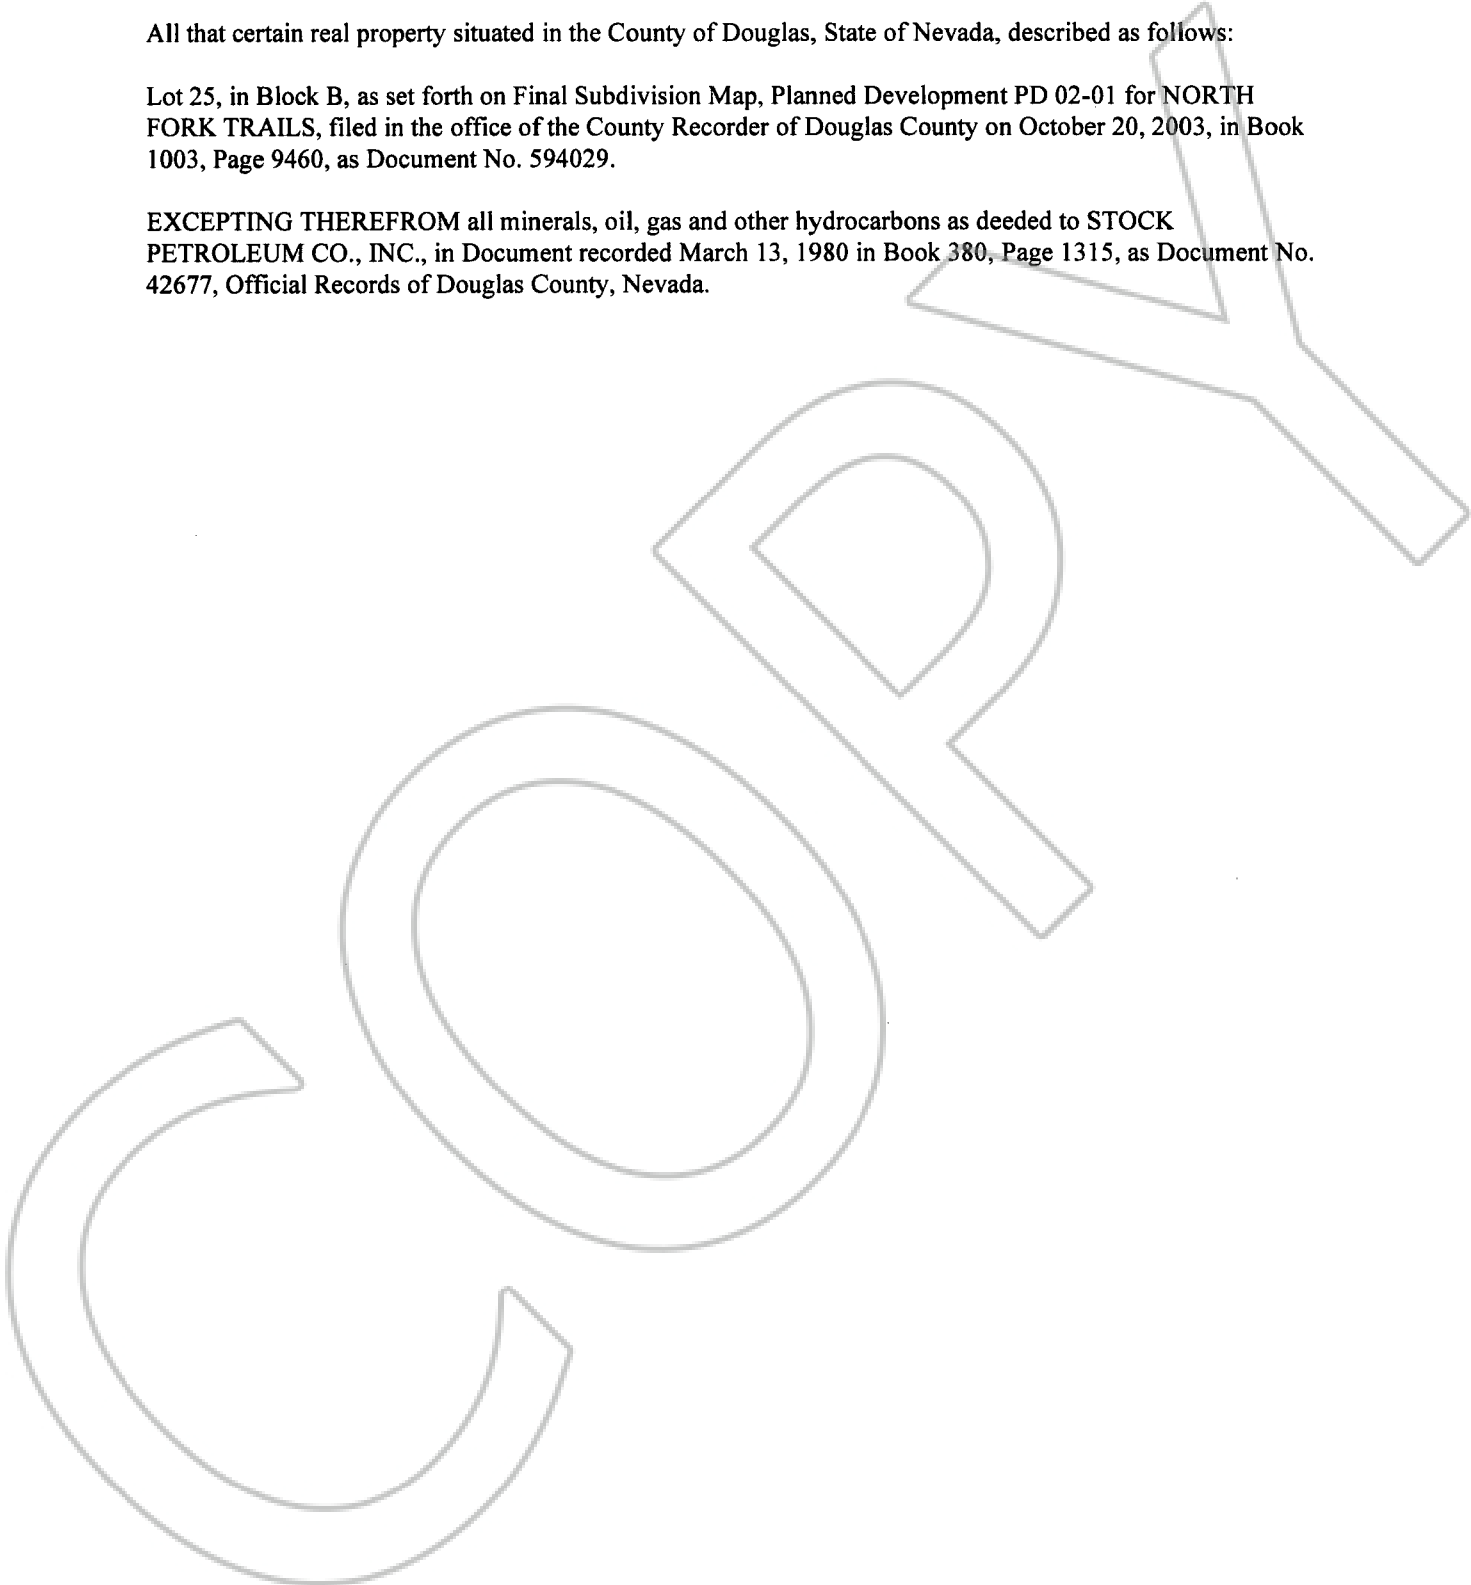 All that certain real property situated in the County of Douglas, State of Nevada, described as follows:
Lot 25, in Block B, as set forth on Final Subdivision Map, Planned Development PD 02-01 for NORTH
FORK TRAILS, filed in the office of the County Recorder of Douglas County on October 20, 2003, in Book
1003, Page 9460, as Document No. 594029.
EXCEPTING THEREFROM all minerals, oil, gas and other hydrocarbons as deeded to STOCK
PETROLEUM CO., INC., in Document recorded March 13, 1980 in Book 380, Page 1315, as Document No.
42677, Official Records of Douglas County, Nevada.
COPY